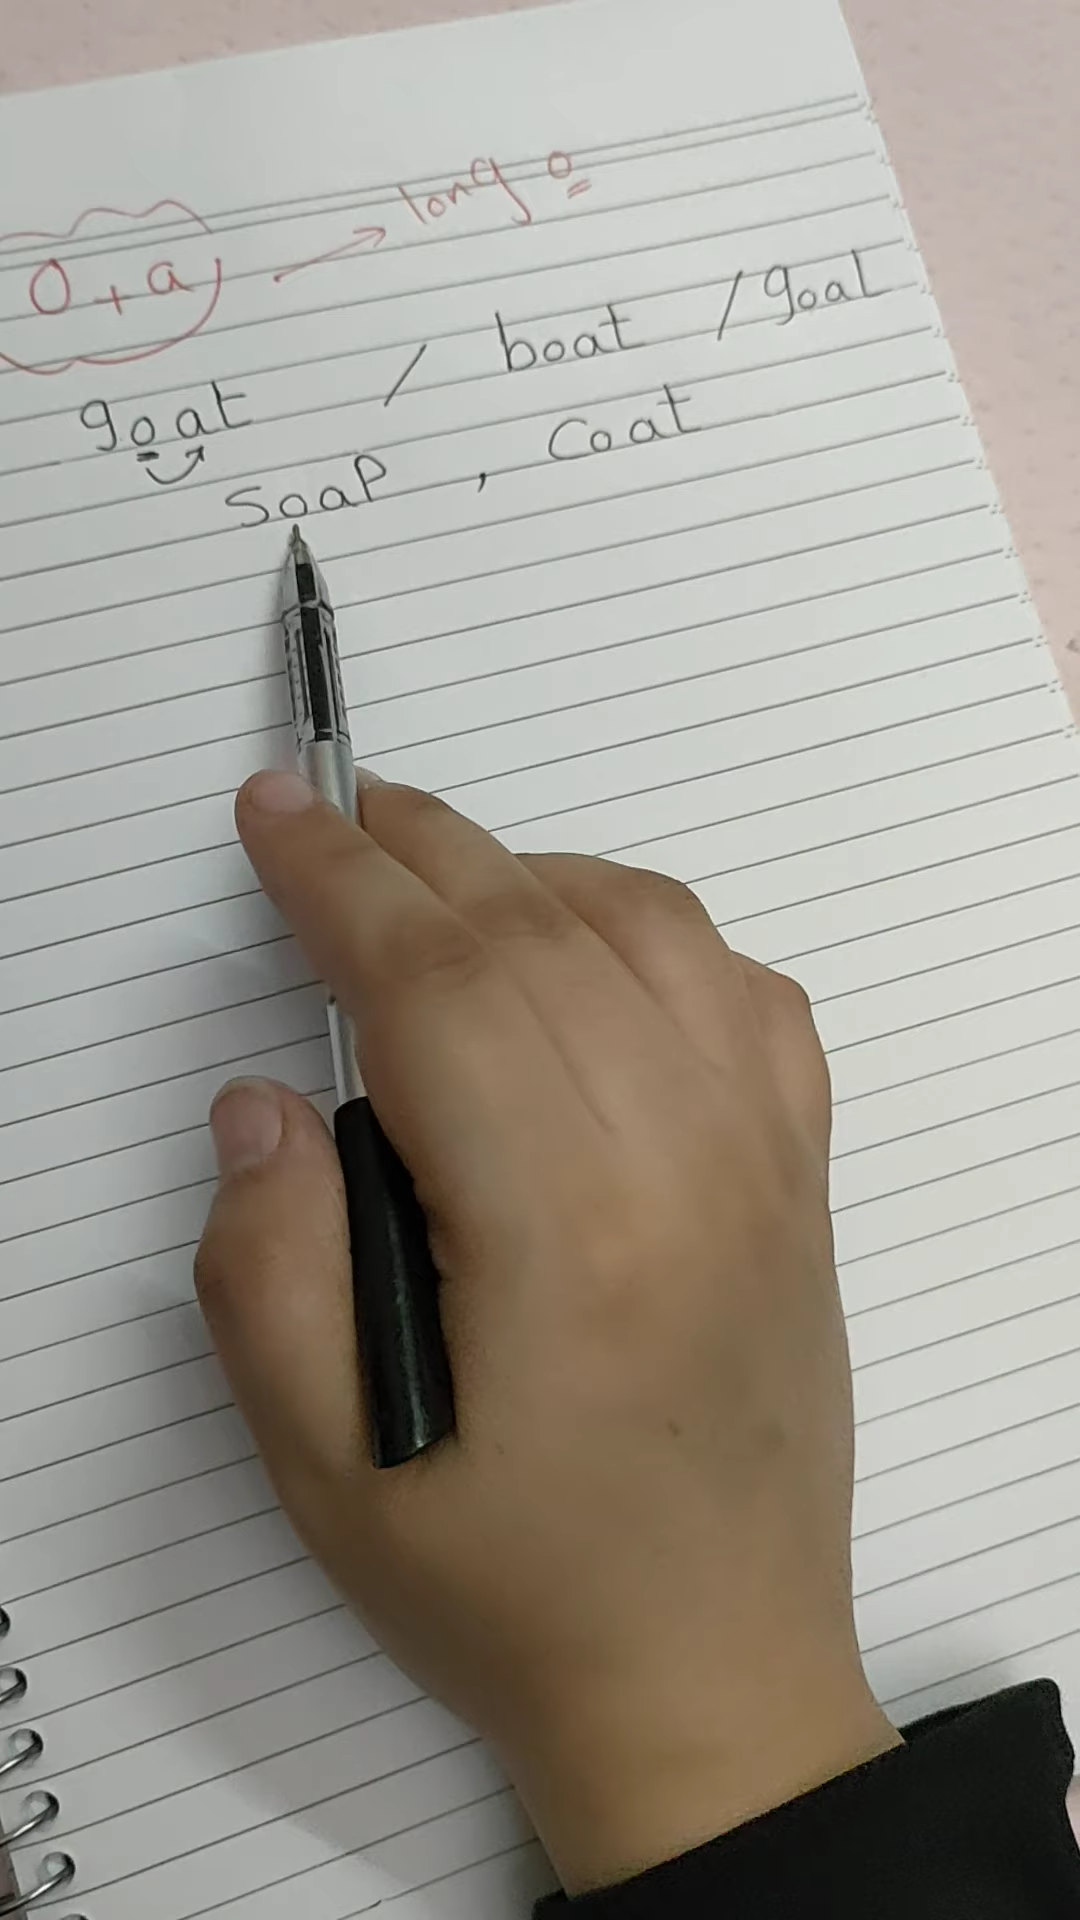 o + a → long o
goat / boat / goal
soap , coat